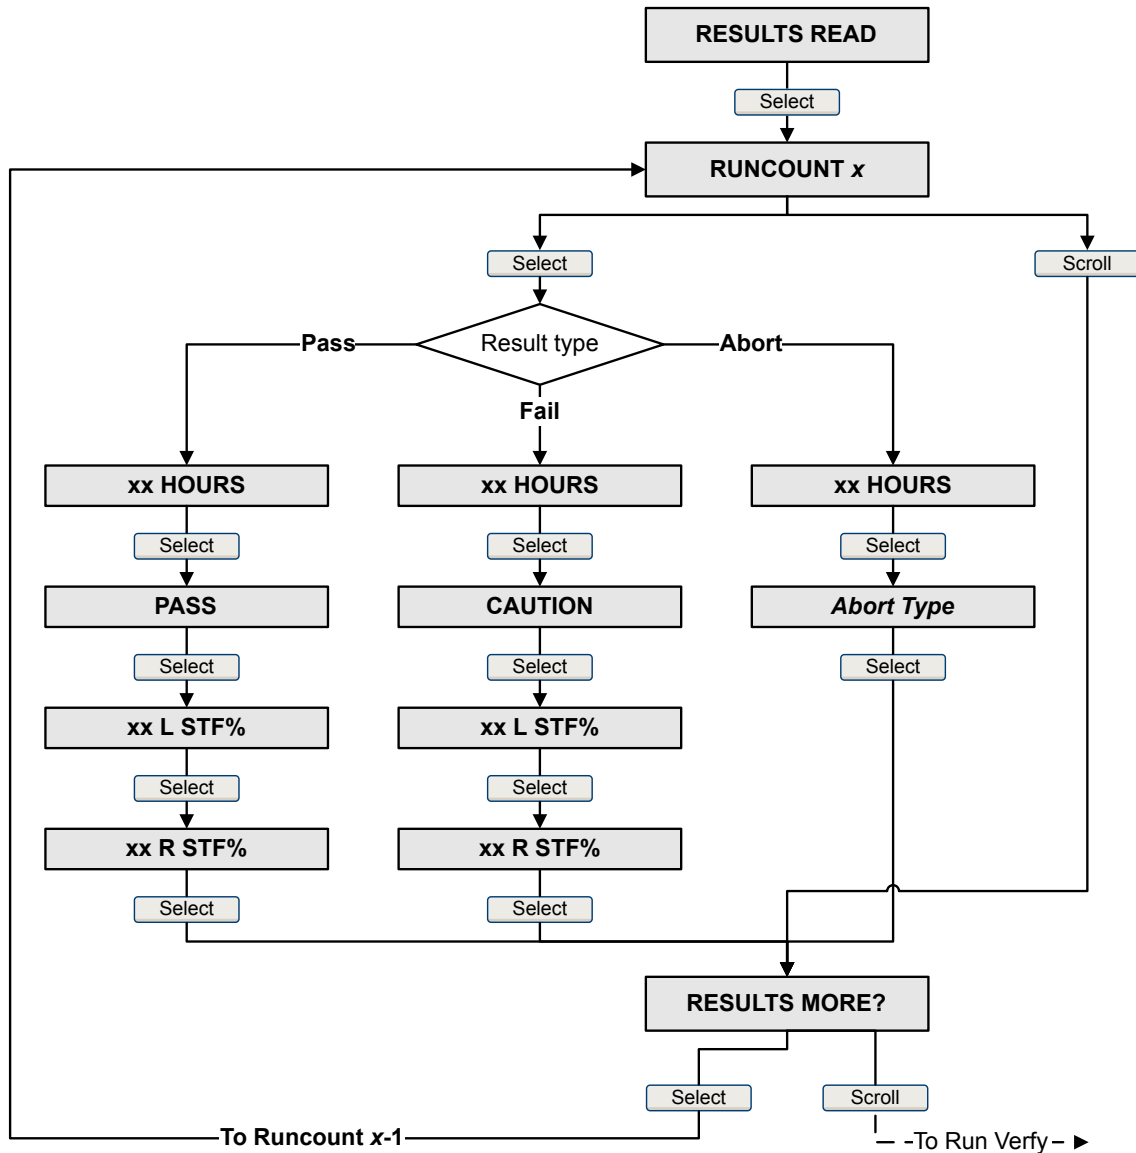 RESULTS READ
Select
RUNCOUNT x
Select
Scroll
Pass
Result type
Abort
Fail
xx HOURS
xx HOURS
xx HOURS
Select
Select
Select
PASS
CAUTION
Abort Type
Select
Select
Select
xx L STF%
xx L STF%
Select
Select
xx R STF%
xx R STF%
Select
Select
RESULTS MORE?
Select
Scroll
To Runcount x-1
To Run Verfy